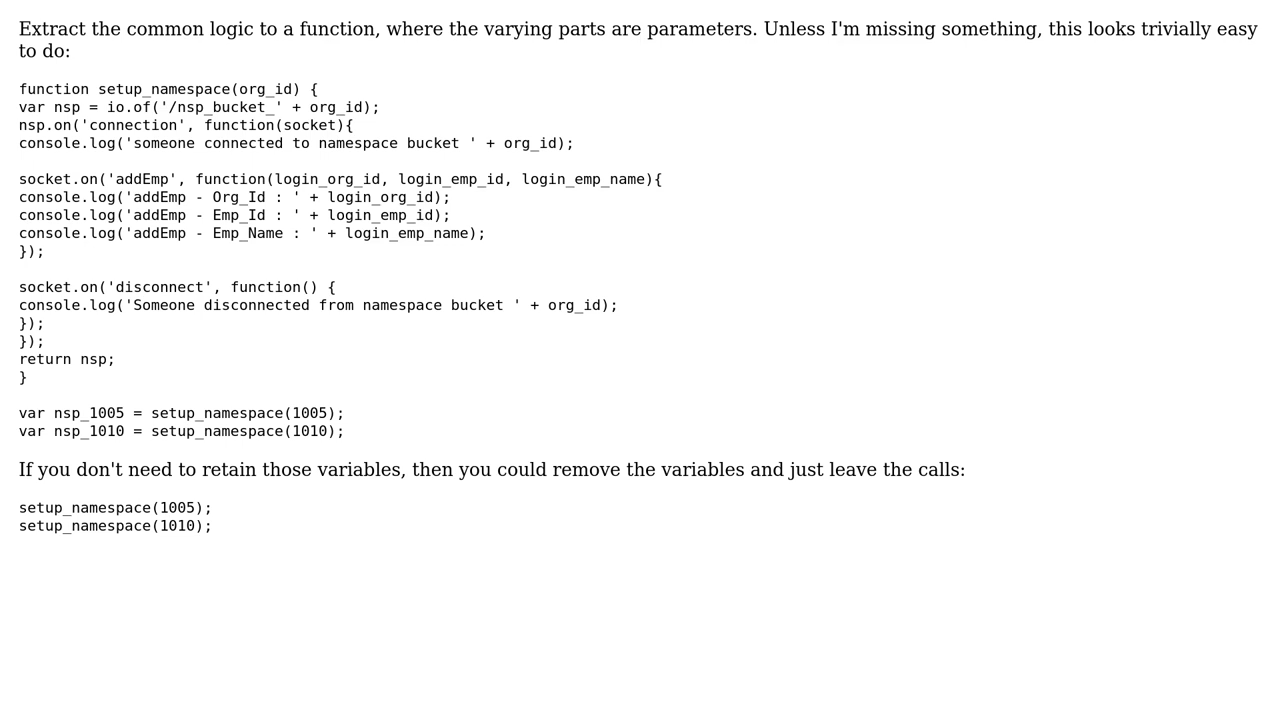 Extract the common logic to a function, where the varying parts are parameters. Unless I'm missing something, this looks trivially easy
to do:
function setup_namespace(org_id) {
var nsp = io.of('/nsp_bucket_' + org_id);
nsp.on('connection', function(socket){
console.log('someone connected to namespace bucket ' + org_id);
socket.on('addEmp', function(login_org_id, login_emp_id, login_emp_name){
console.log('addEmp - Org_Id : ' + login_org_id);
console.log('addEmp - Emp_Id : ' + login_emp_id);
console.log('addEmp - Emp_Name : ' + login_emp_name);
});
socket.on('disconnect', function() {
console.log('Someone disconnected from namespace bucket ' + org_id);
});
});
return nsp;
}
var nsp_1005 = setup_namespace(1005);
var nsp_1010 = setup_namespace(1010);
If you don't need to retain those variables, then you could remove the variables and just leave the calls:
setup_namespace(1005);
setup_namespace(1010);